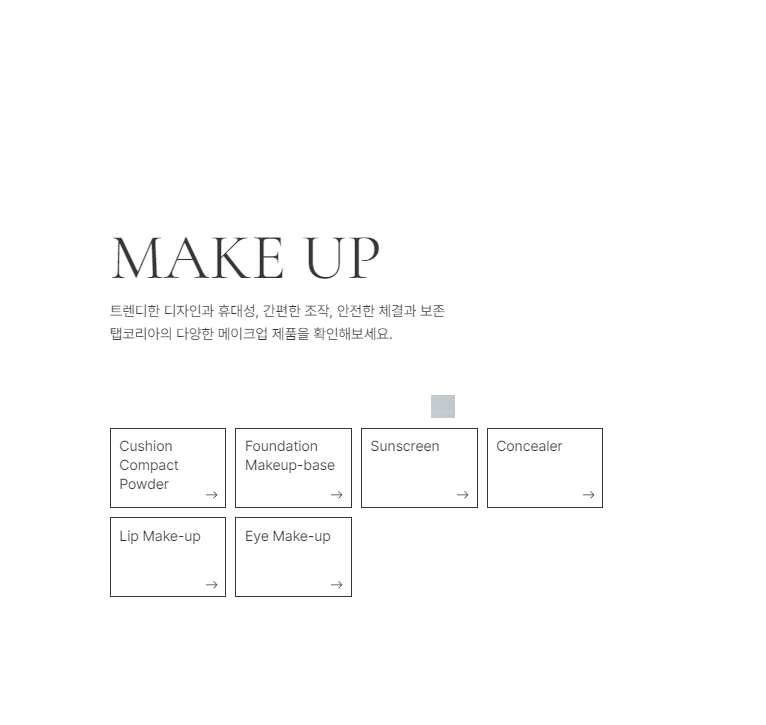 MAKE UP
트렌디한 디자인과 휴대성, 간편한 조작, 안전한 체결과 보존
탭코리아의 다양한 메이크업 제품을 확인해보세요.
Cushion
Compact
Powder
Foundation
Makeup-base
Sunscreen
Concealer
Lip Make-up
Eye Make-up